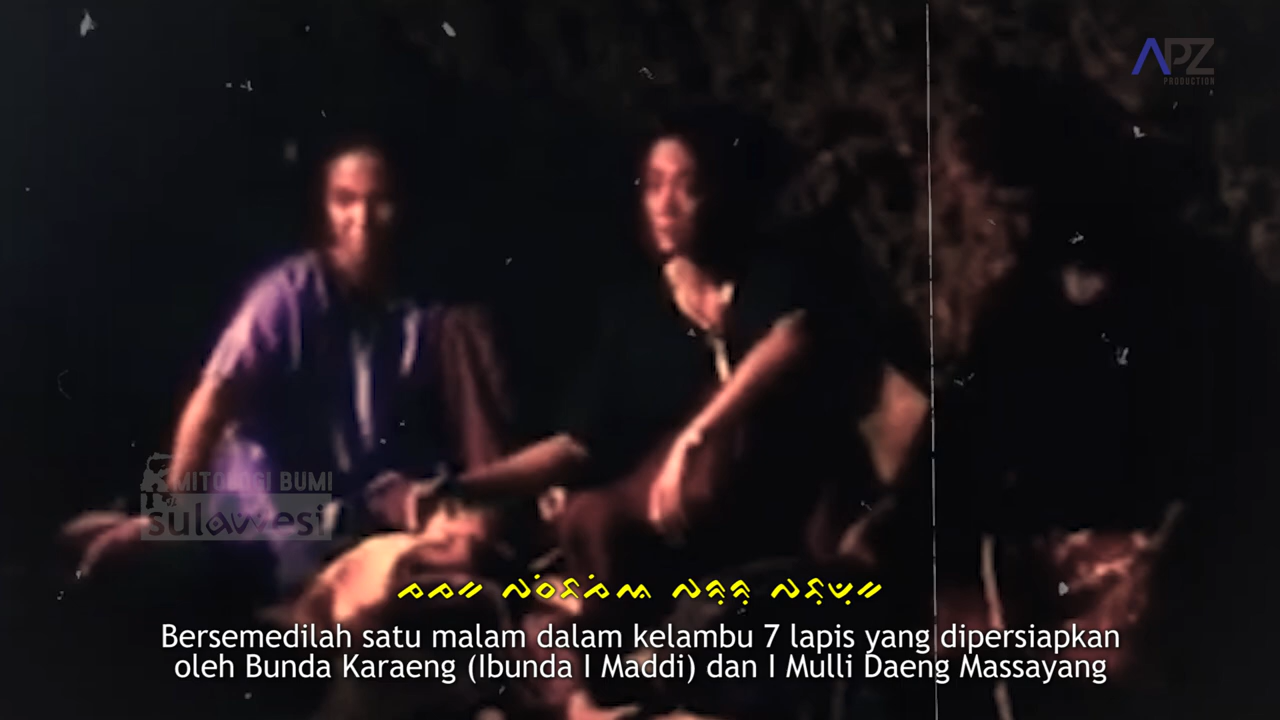 APZ
PRODUCTION
MITOLOGI BUMI
sulawesi
Bersemedilah satu malam dalam kelambu 7 lapis yang dipersiapkan
oleh Bunda Karaeng (Ibunda I Maddi) dan I Mulli Daeng Massayang